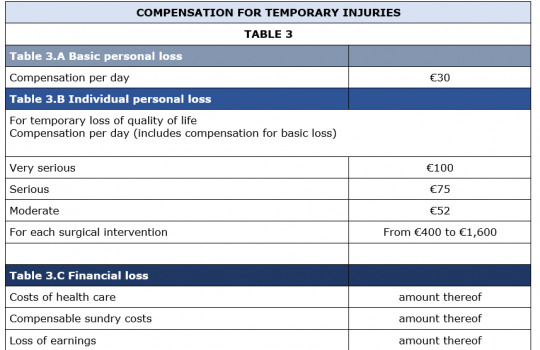 COMPENSATION FOR TEMPORARY INJURIES
TABLE 3
Table 3.A Basic personal loss
Compensation per day €30
Table 3.B Individual personal loss
For temporary loss of quality of life
Compensation per day (includes compensation for basic loss)
Very serious €100
Serious €75
Moderate €52
For each surgical intervention From €400 to €1,600
Table 3.C Financial loss
Costs of health care amount thereof
Compensable sundry costs amount thereof
Loss of earnings amount thereof